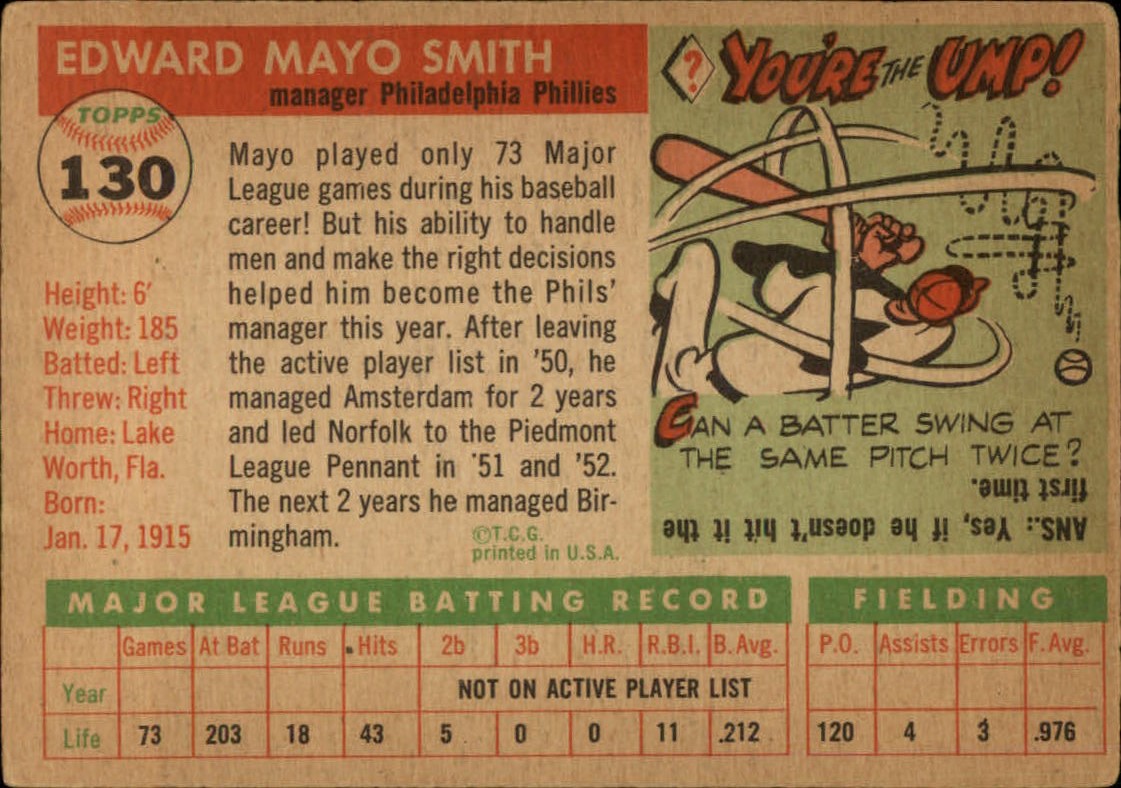 EDWARD MAYO SMITH
manager Philadelphia Phillies
TOPPS
130
Mayo played only 73 Major
League games during his baseball
career! But his ability to handle
men and make the right decisions
helped him become the Phils'
manager this year. After leaving
the active player list in '50, he
managed Amsterdam for 2 years
and led Norfolk to the Piedmont
League Pennant in '51 and '52.
The next 2 years he managed Bir-
mingham.
©T.C.G.
printed in U.S.A.
Height: 6'
Weight: 185
Batted: Left
Threw: Right
Home: Lake
Worth, Fla.
Born:
Jan. 17, 1915
? YOU'RE THE UMP!
CAN A BATTER SWING AT
THE SAME PITCH TWICE?
ANS.: Yes, if he doesn't hit it the
first time.
MAJOR LEAGUE BATTING RECORD
Games At Bat Runs Hits 2b 3b H.R. R.B.I. B. Avg.
Year NOT ON ACTIVE PLAYER LIST
Life 73 203 18 43 5 0 0 11 .212
FIELDING
P.O. Assists Errors F. Avg.
120 4 3 .976